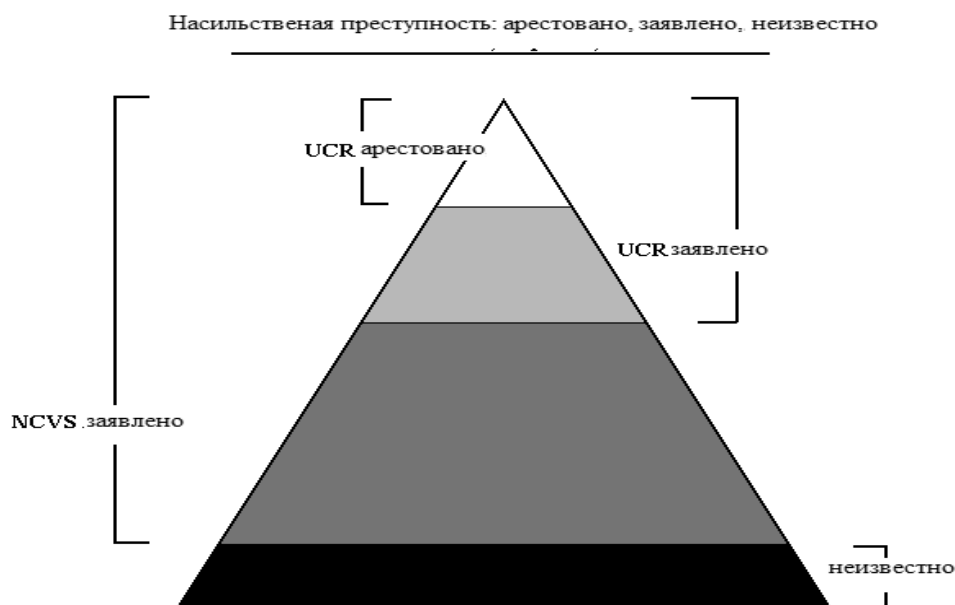 Насильственая преступность: арестовано, заявлено, неизвестно
UCR арестовано
UCR заявлено
NCVS заявлено
неизвестно